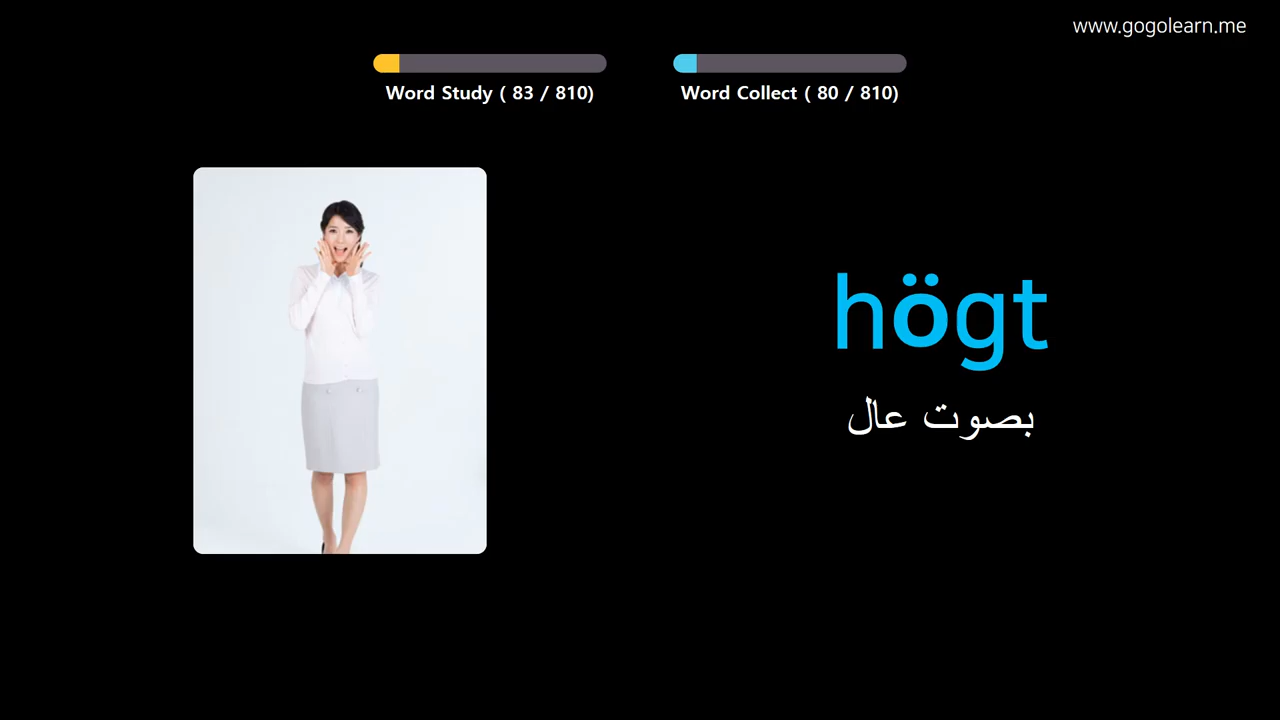 www.gogolearn.me
Word Study ( 83 / 810)
Word Collect ( 80 / 810)
högt
بصوت عال